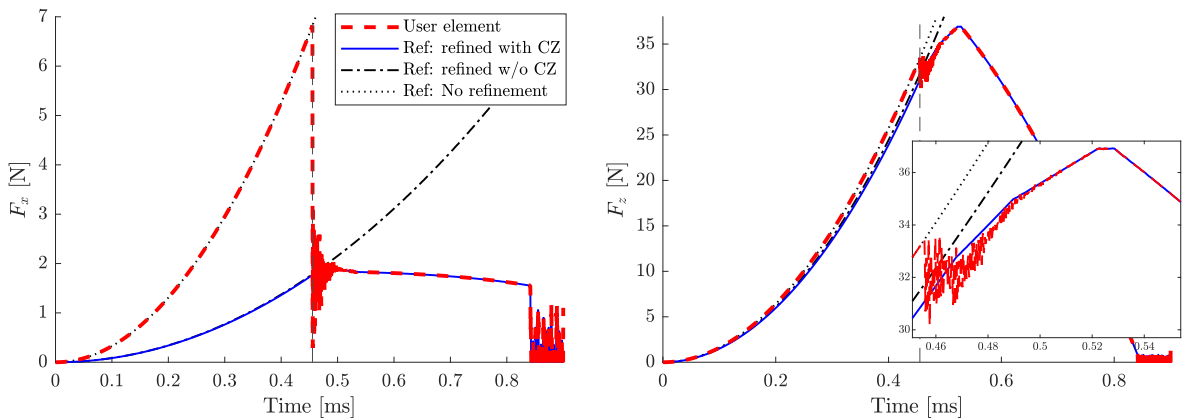 7
6
5
4
3
2
1
0
F_x [N]
0 0.1 0.2 0.3 0.4 0.5 0.6 0.7 0.8
Time [ms]
User element
Ref: refined with CZ
Ref: refined w/o CZ
Ref: No refinement
35
30
25
20
15
10
5
0
F_z [N]
0 0.2 0.4 0.6 0.8
Time [ms]
36
34
32
30
0.46 0.48 0.5 0.52 0.54